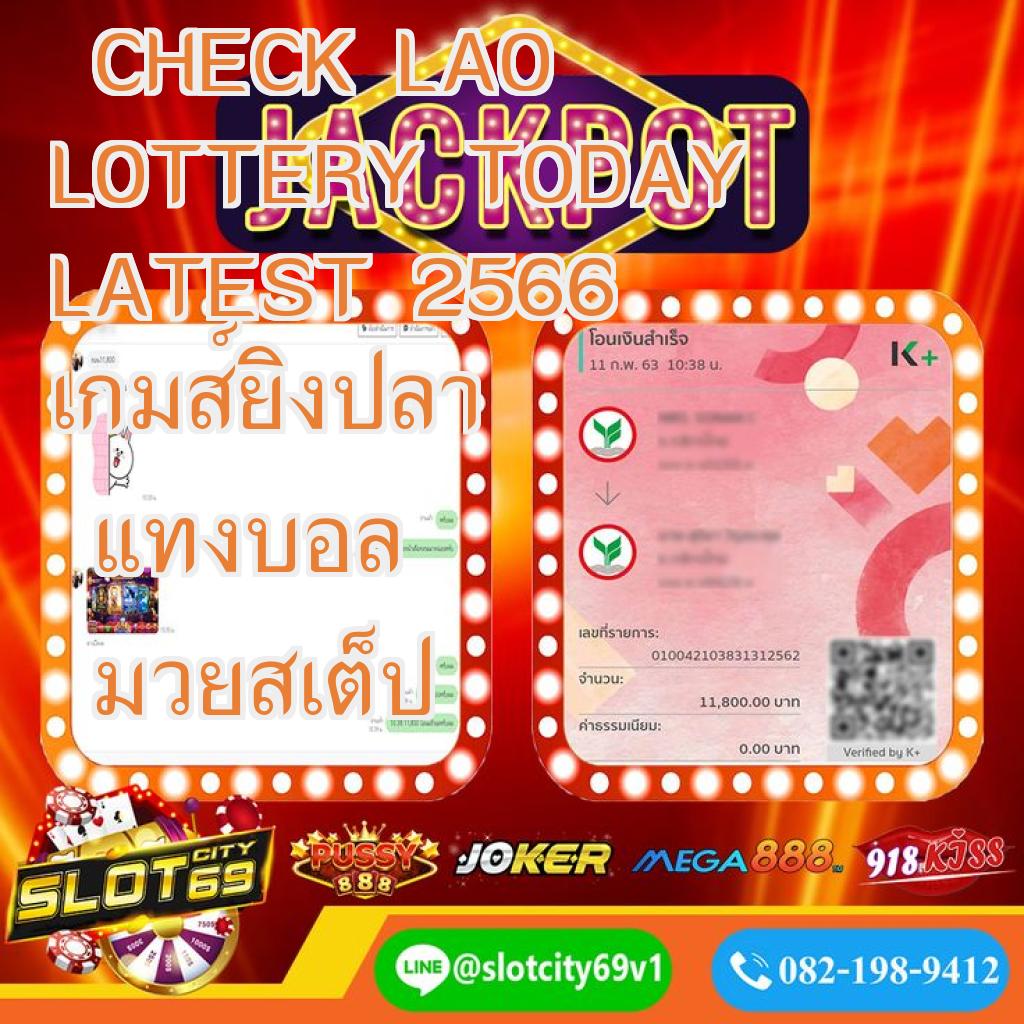 CHECK LAO
JACKPOT
LOTTERY TODAY
LATEST 2566
เกมส์ยิงปลา
แทงบอล
มวยสเต็ป
โอนเงินสำเร็จ
11 ก.พ. 63 10:38 น.
K+
เลขที่รายการ:
010042103831312562
จำนวน:
11,800.00 บาท
ค่าธรรมเนียม:
0.00 บาท
Verified by K+
SLOT CITY 69
PUSSY 888
JOKER
MEGA888
918KISS
LINE @slotcity69v1
082-198-9412